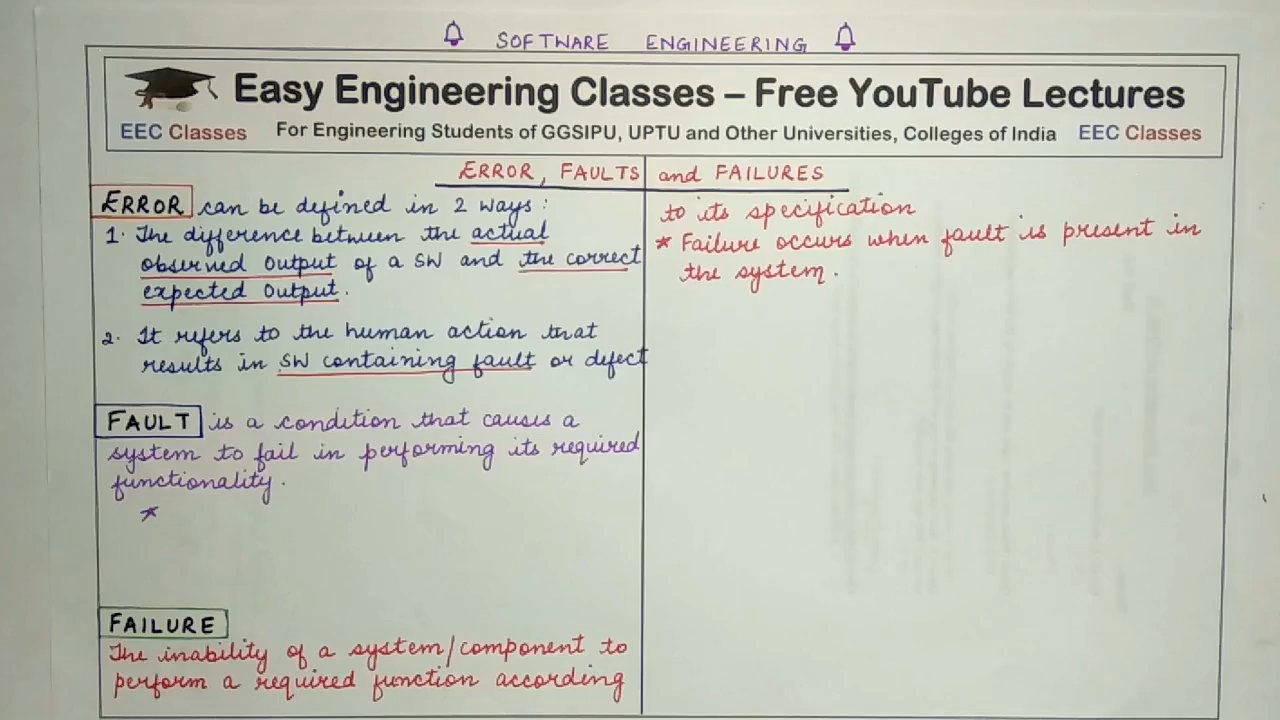 SOFTWARE ENGINEERING
Easy Engineering Classes – Free YouTube Lectures
EEC Classes For Engineering Students of GGSIPU, UPTU and Other Universities, Colleges of India EEC Classes
ERROR, FAULTS and FAILURES
ERROR can be defined in 2 ways:
1. The difference between the actual
observed output of a SW and the correct
expected output.
2. It refers to the human action that
results in SW containing fault or defect
FAULT is a condition that causes a
system to fail in performing its required
functionality.
*
FAILURE
The inability of a system/component to
perform a required function according
to its specification
* Failure occurs when fault is present in
the system.